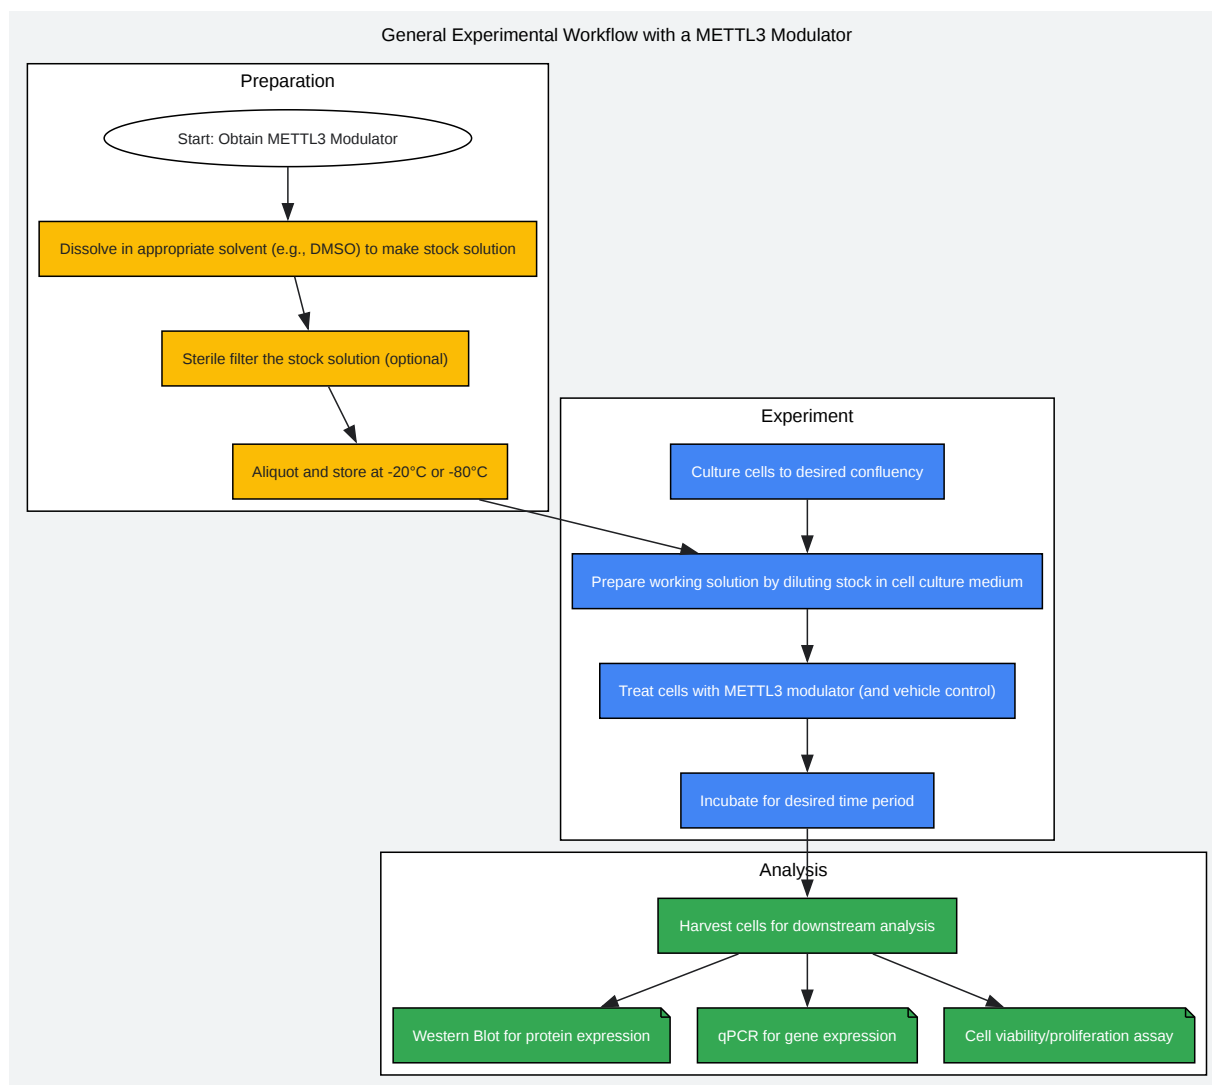 General Experimental Workflow with a METTL3 Modulator
Preparation
Start: Obtain METTL3 Modulator
Dissolve in appropriate solvent (e.g., DMSO) to make stock solution
Sterile filter the stock solution (optional)
Aliquot and store at -20°C or -80°C
Experiment
Culture cells to desired confluency
Prepare working solution by diluting stock in cell culture medium
Treat cells with METTL3 modulator (and vehicle control)
Incubate for desired time period
Analysis
Harvest cells for downstream analysis
Western Blot for protein expression
qPCR for gene expression
Cell viability/proliferation assay